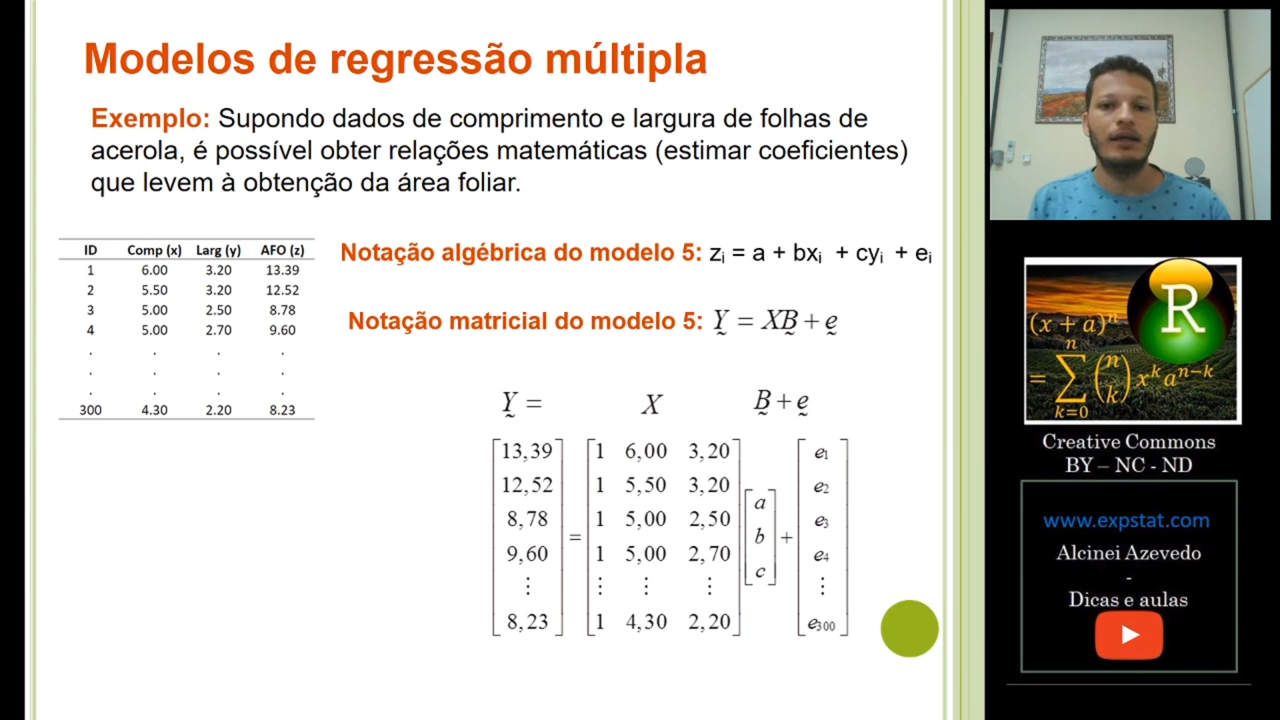 Modelos de regressão múltipla
Exemplo: Supondo dados de comprimento e largura de folhas de
acerola, é possível obter relações matemáticas (estimar coeficientes)
que levem à obtenção da área foliar.
ID Comp (x) Larg (y) AFO (z)
1 6.00 3.20 13.39
2 5.50 3.20 12.52
3 5.00 2.50 8.78
4 5.00 2.70 9.60
. . . .
. . . .
. . . .
300 4.30 2.20 8.23
Notação algébrica do modelo 5: zᵢ = a + bxᵢ + cyᵢ + eᵢ
Notação matricial do modelo 5: Y = XB + e
Y = X B + e
13,39 1 6,00 3,20 e₁
12,52 1 5,50 3,20 e₂
8,78 1 5,00 2,50 a e₃
= b +
9,60 1 5,00 2,70 c e₄
⋮ ⋮ ⋮ ⋮ ⋮
8,23 1 4,30 2,20 e₃₀₀
R
(x + a)ⁿ
= ∑ (n k) xᵏaⁿ⁻ᵏ
n
k=0
Creative Commons
BY – NC - ND
www.expstat.com
Alcinei Azevedo
-
Dicas e aulas